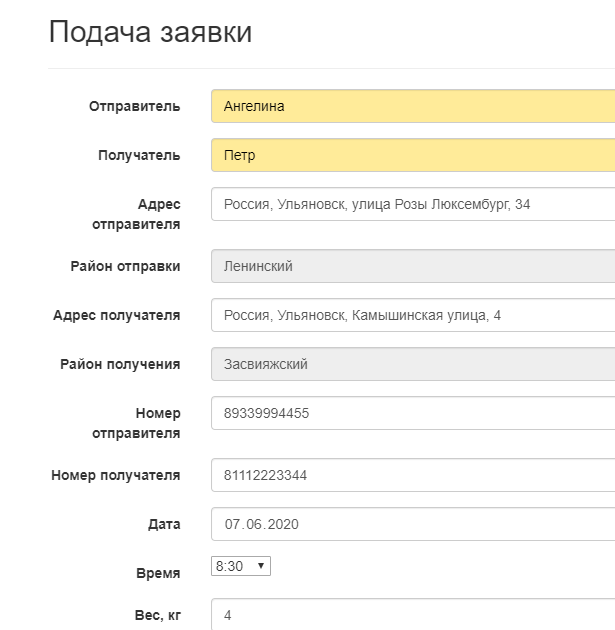 Подача заявки
Отправитель Ангелина
Получатель Петр
Адрес отправителя Россия, Ульяновск, улица Розы Люксембург, 34
Район отправки Ленинский
Адрес получателя Россия, Ульяновск, Камышинская улица, 4
Район получения Засвияжский
Номер отправителя 89339994455
Номер получателя 81112223344
Дата 07.06.2020
Время 8:30
Вес, кг 4